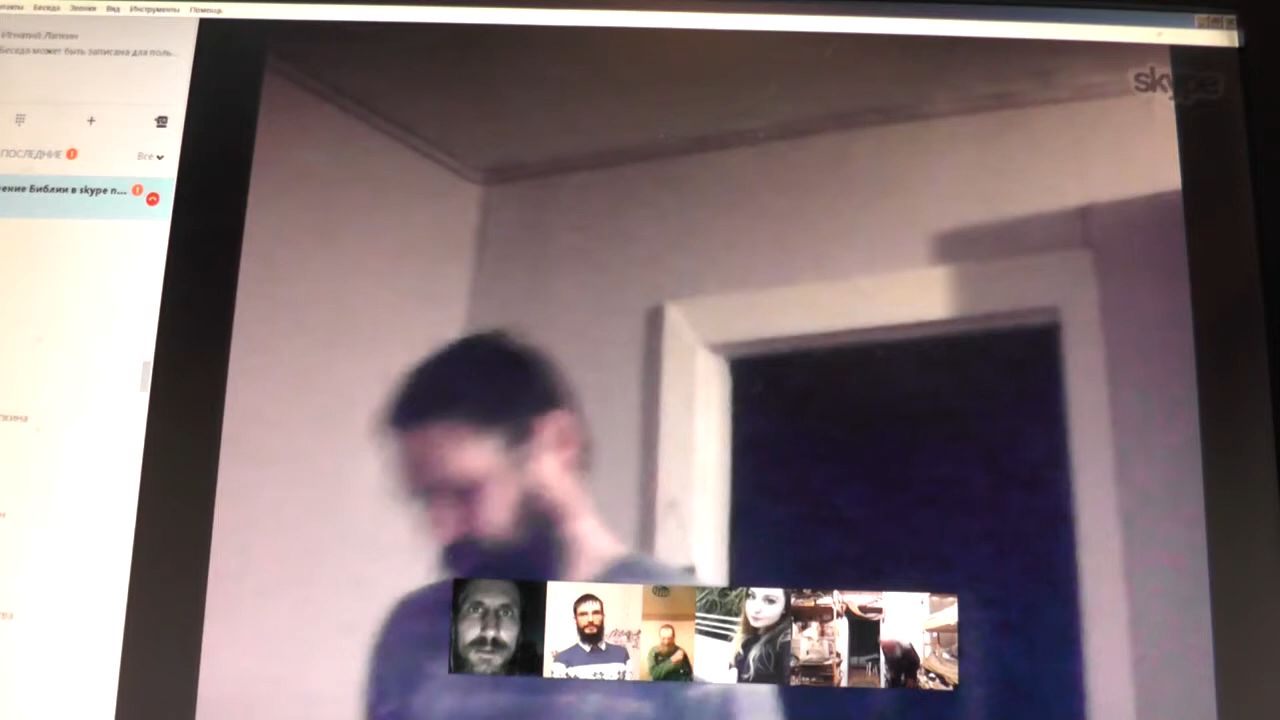 нтакты Беседа Звонки Вид Инструменты Помощь
Игнатий Лапкин
Беседа может быть записана для поль...
skype
ПОСЛЕДНИЕ
Все
ение Библии в skype п...